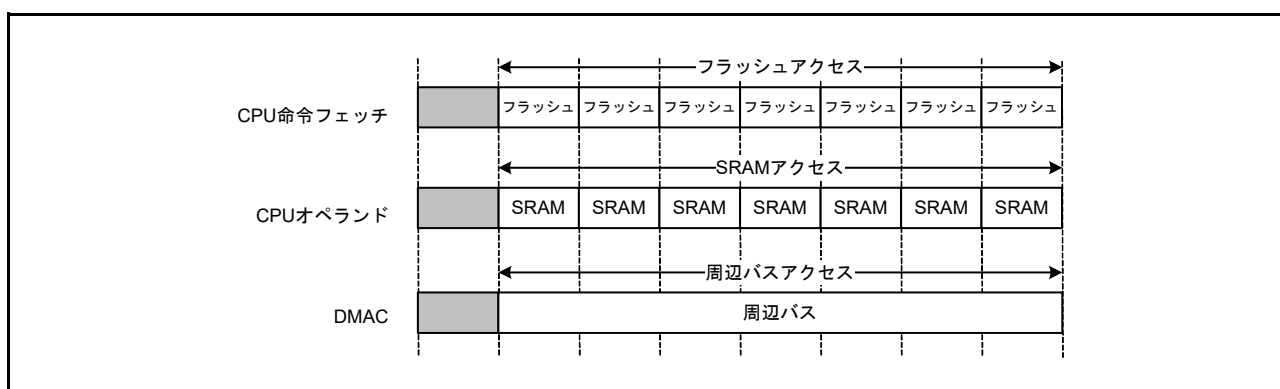 フラッシュアクセス
CPU命令フェッチ フラッシュ フラッシュ フラッシュ フラッシュ フラッシュ フラッシュ フラッシュ
SRAMアクセス
CPUオペランド SRAM SRAM SRAM SRAM SRAM SRAM SRAM
周辺バスアクセス
DMAC 周辺バス